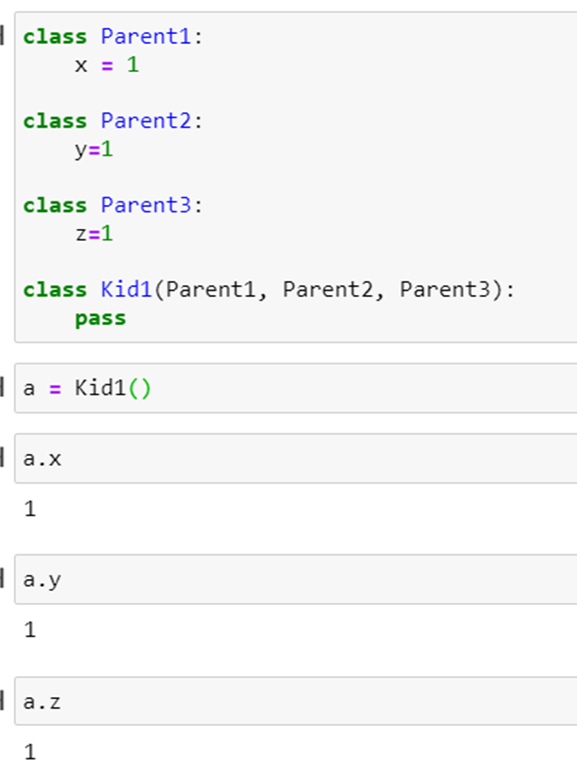 class Parent1:
    x = 1
class Parent2:
    y=1
class Parent3:
    z=1
class Kid1(Parent1, Parent2, Parent3):
    pass
a = Kid1()
a.x
1
a.y
1
a.z
1